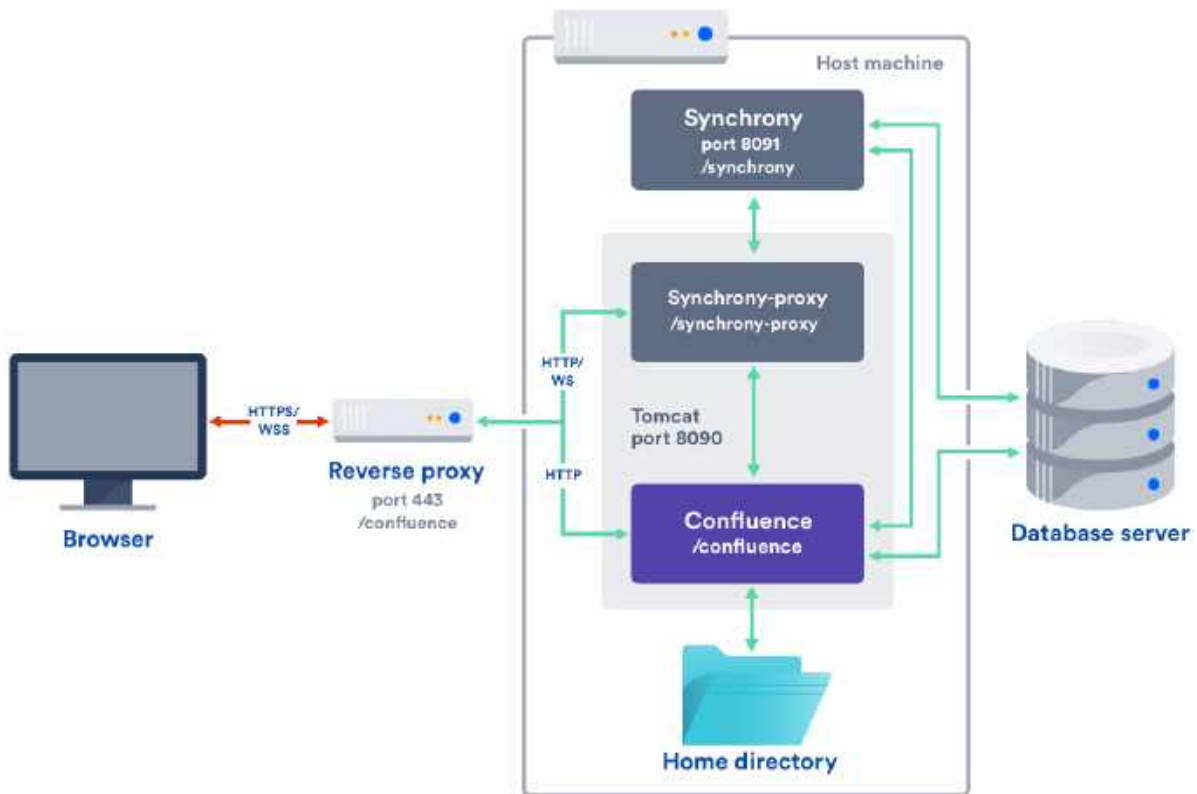 Host machine
Synchrony
port 8091
/synchrony
Synchrony-proxy
/synchrony-proxy
HTTP/
WS
HTTPS/
WSS
Tomcat
port 8090
Reverse proxy
port 443
/confluence
HTTP
Browser
Confluence
/confluence
Database server
Home directory